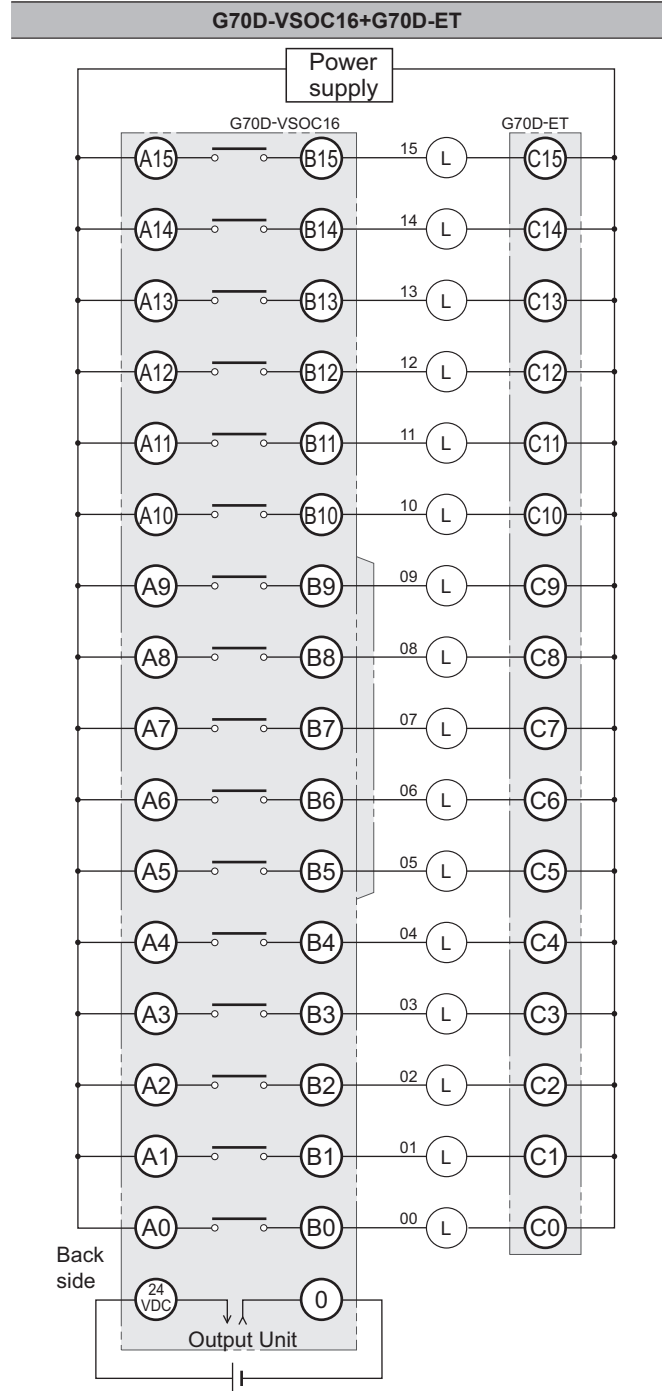 G70D-VSOC16+G70D-ET
Power
supply
G70D-VSOC16 G70D-ET
A15 B15 15 L C15
A14 B14 14 L C14
A13 B13 13 L C13
A12 B12 12 L C12
A11 B11 11 L C11
A10 B10 10 L C10
A9 B9 09 L C9
A8 B8 08 L C8
A7 B7 07 L C7
A6 B6 06 L C6
A5 B5 05 L C5
A4 B4 04 L C4
A3 B3 03 L C3
A2 B2 02 L C2
A1 B1 01 L C1
A0 B0 00 L C0
Back
side
24
VDC 0
Output Unit